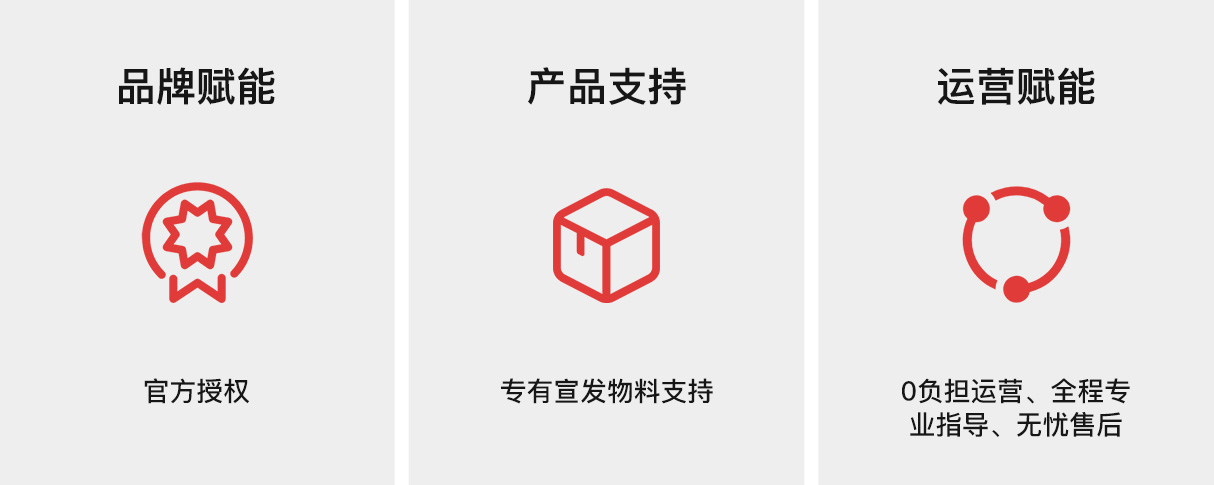 品牌赋能
官方授权
产品支持
专有宣发物料支持
运营赋能
0负担运营、全程专
业指导、无忧售后